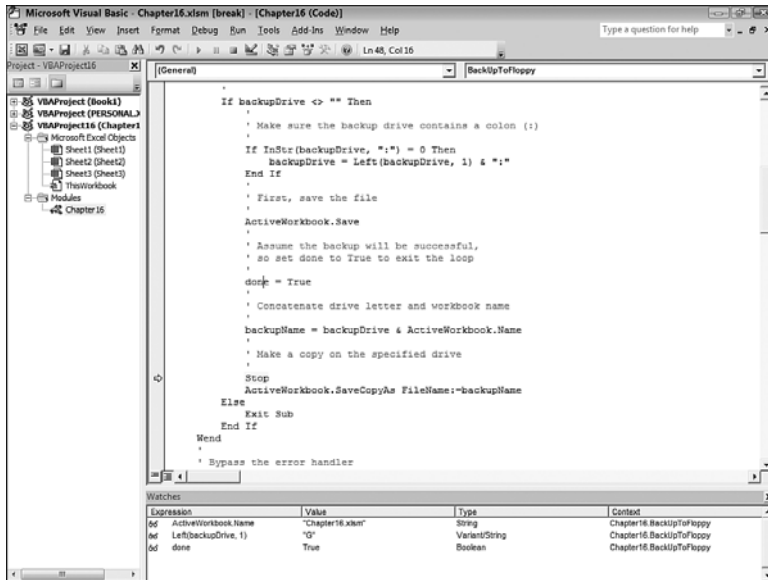 Microsoft Visual Basic - Chapter16.xlsm [break] - [Chapter16 (Code)]
File Edit View Insert Format Debug Run Tools Add-Ins Window Help
Type a question for help
Ln 48, Col 16
Project - VBAProject16
(General)
BackUpToFloppy
VBAProject (Book1)
VBAProject (PERSONAL.X
VBAProject16 (Chapter1
Microsoft Excel Objects
Sheet1 (Sheet1)
Sheet2 (Sheet2)
Sheet3 (Sheet3)
ThisWorkbook
Modules
Chapter16
'
If backupDrive <> "" Then
'
' Make sure the backup drive contains a colon (:)
'
If InStr(backupDrive, ":") = 0 Then
backupDrive = Left(backupDrive, 1) & ":"
End If
'
' First, save the file
'
ActiveWorkbook.Save
'
' Assume the backup will be successful,
' so set done to True to exit the loop
'
done = True
'
' Concatenate drive letter and workbook name
'
backupName = backupDrive & ActiveWorkbook.Name
'
' Make a copy on the specified drive
'
Stop
ActiveWorkbook.SaveCopyAs FileName:=backupName
Else
Exit Sub
End If
Wend
'
' Bypass the error handler
Watches
Expression Value Type Context
ActiveWorkbook.Name "Chapter16.xlsm" String Chapter16.BackUpToFloppy
Left(backupDrive, 1) "G" Variant/String Chapter16.BackUpToFloppy
done True Boolean Chapter16.BackUpToFloppy